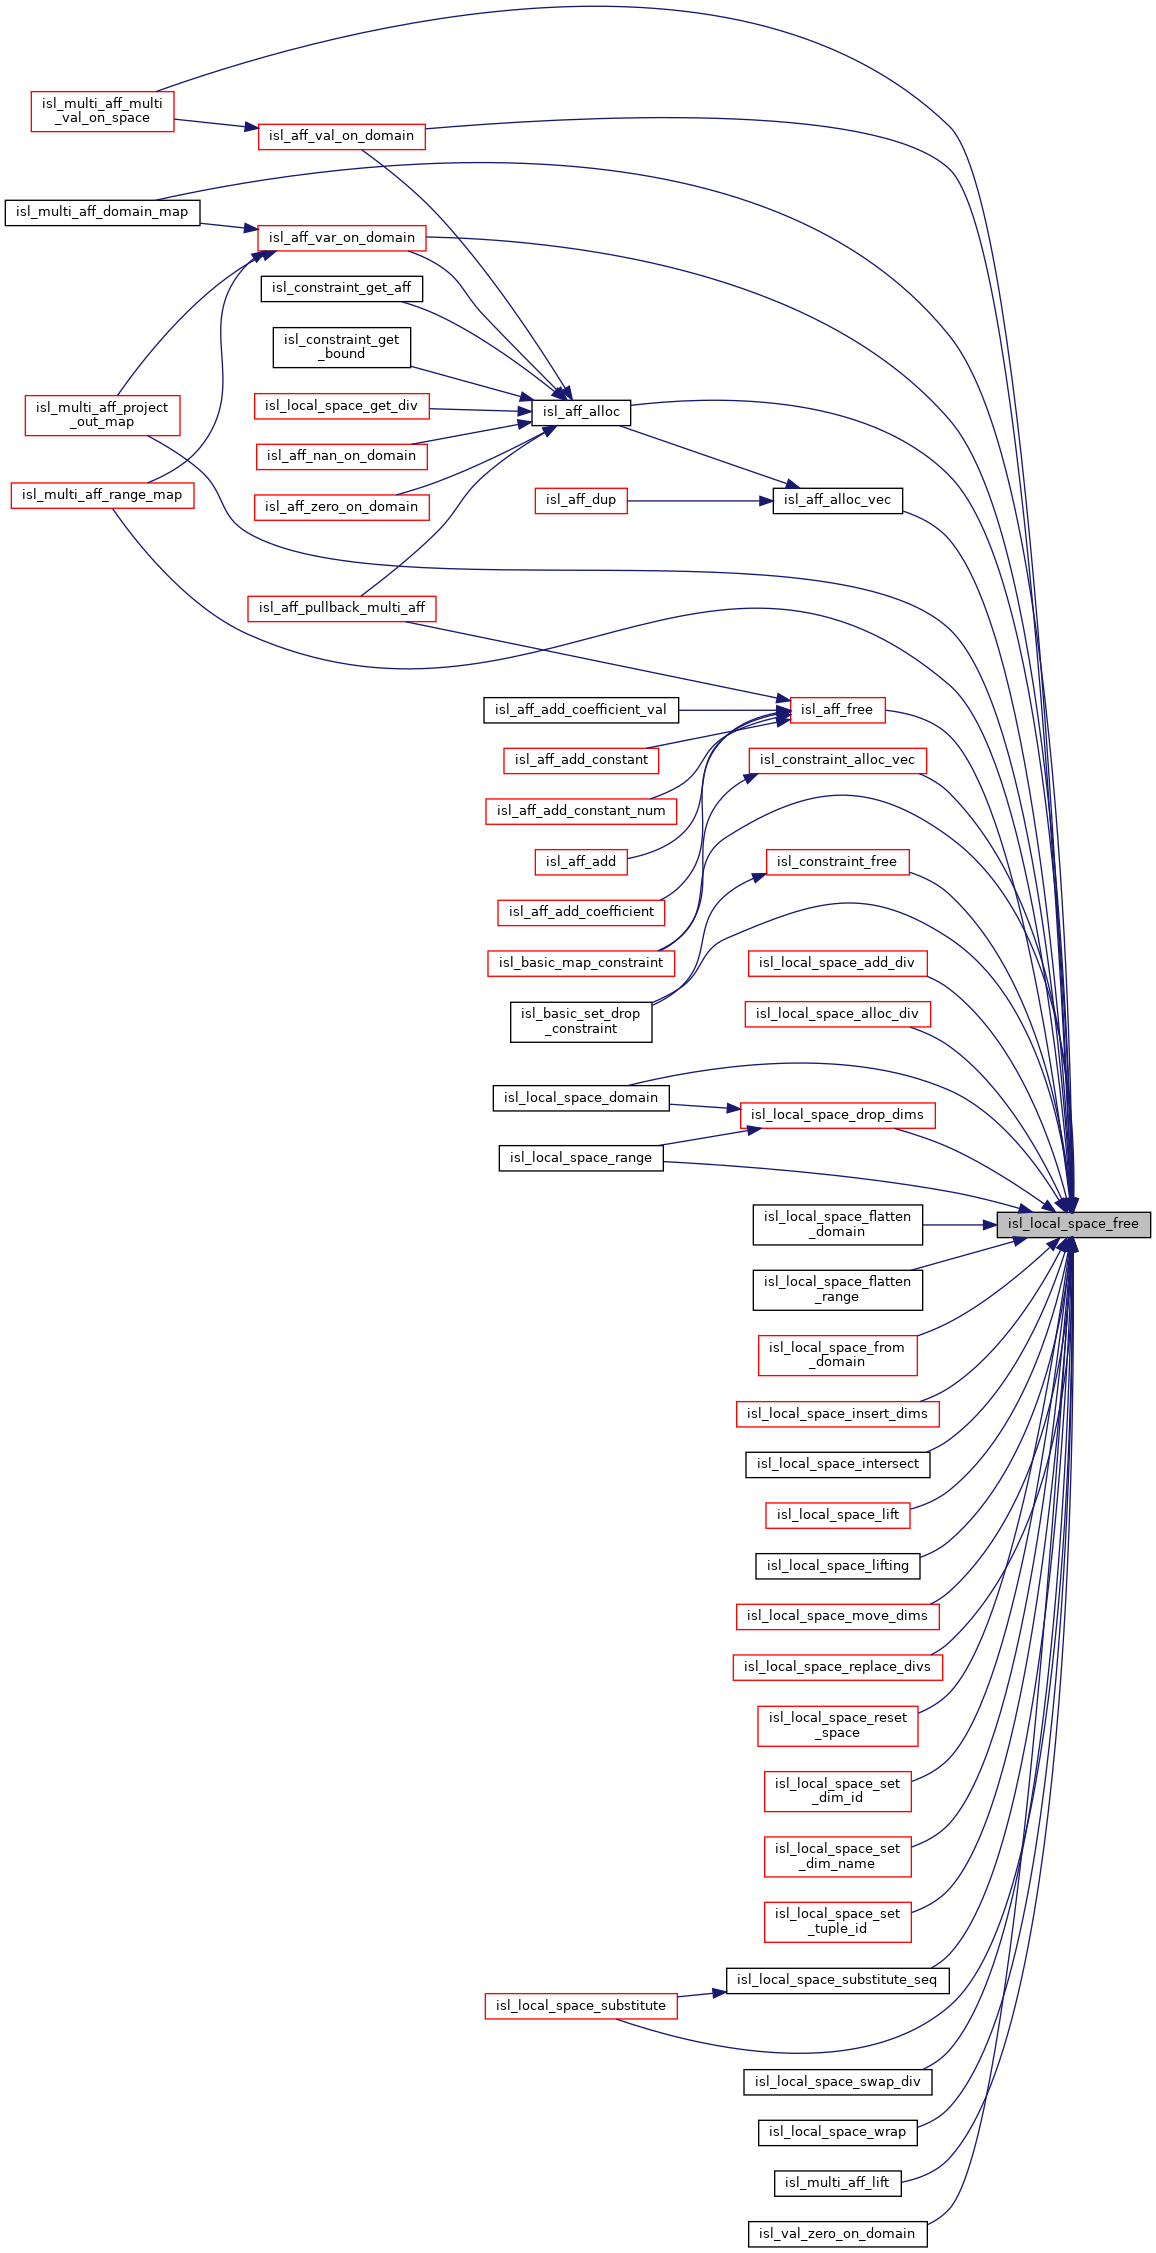 isl_multi_aff_multi
_val_on_space
isl_aff_val_on_domain
isl_multi_aff_domain_map
isl_aff_var_on_domain
isl_constraint_get_aff
isl_constraint_get
_bound
isl_multi_aff_project
_out_map
isl_local_space_get_div
isl_aff_alloc
isl_aff_nan_on_domain
isl_multi_aff_range_map
isl_aff_zero_on_domain
isl_aff_dup
isl_aff_alloc_vec
isl_aff_pullback_multi_aff
isl_aff_add_coefficient_val
isl_aff_free
isl_aff_add_constant
isl_constraint_alloc_vec
isl_aff_add_constant_num
isl_aff_add
isl_constraint_free
isl_aff_add_coefficient
isl_basic_map_constraint
isl_local_space_add_div
isl_basic_set_drop
_constraint
isl_local_space_alloc_div
isl_local_space_domain
isl_local_space_drop_dims
isl_local_space_range
isl_local_space_flatten
_domain
isl_local_space_free
isl_local_space_flatten
_range
isl_local_space_from
_domain
isl_local_space_insert_dims
isl_local_space_intersect
isl_local_space_lift
isl_local_space_lifting
isl_local_space_move_dims
isl_local_space_replace_divs
isl_local_space_reset
_space
isl_local_space_set
_dim_id
isl_local_space_set
_dim_name
isl_local_space_set
_tuple_id
isl_local_space_substitute_seq
isl_local_space_substitute
isl_local_space_swap_div
isl_local_space_wrap
isl_multi_aff_lift
isl_val_zero_on_domain